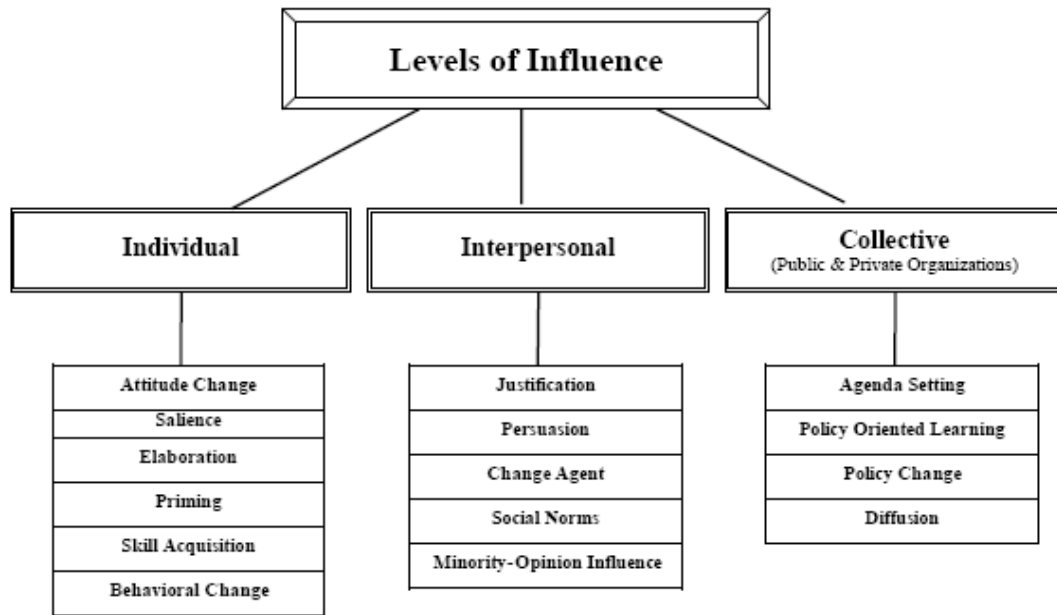 Levels of Influence
Individual
Interpersonal
Collective
(Public & Private Organizations)
Attitude Change
Salience
Elaboration
Priming
Skill Acquisition
Behavioral Change
Justification
Persuasion
Change Agent
Social Norms
Minority-Opinion Influence
Agenda Setting
Policy Oriented Learning
Policy Change
Diffusion